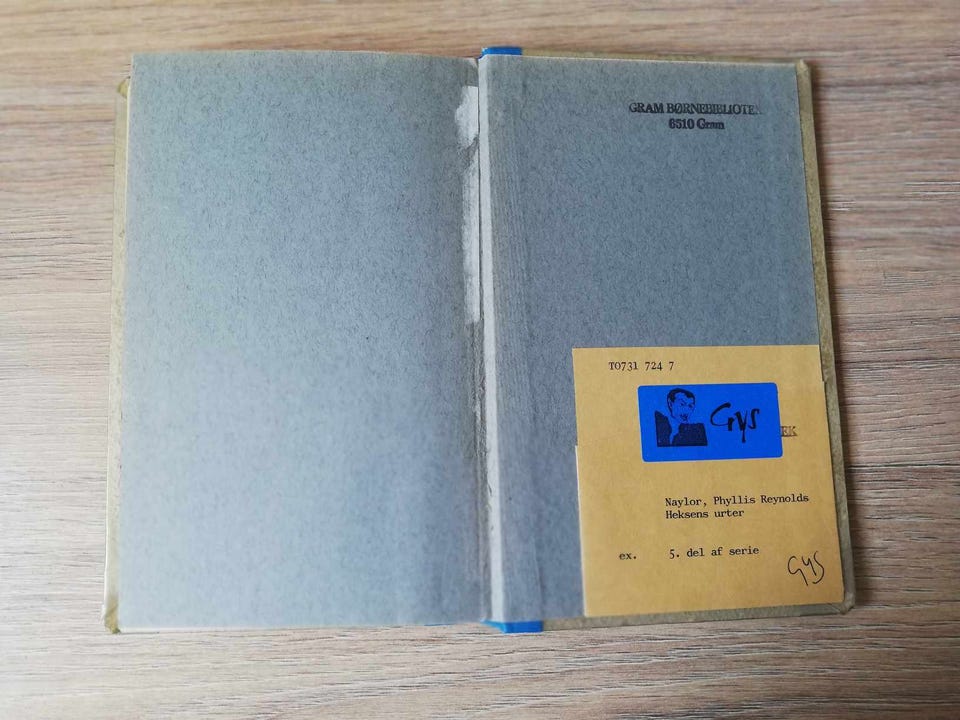 GRAM BØRNEBIBLIOTEK
6510 Gram
T0731 724 7
Gys
EK
Naylor, Phyllis Reynolds
Heksens urter
ex. 5. del af serie
Gys